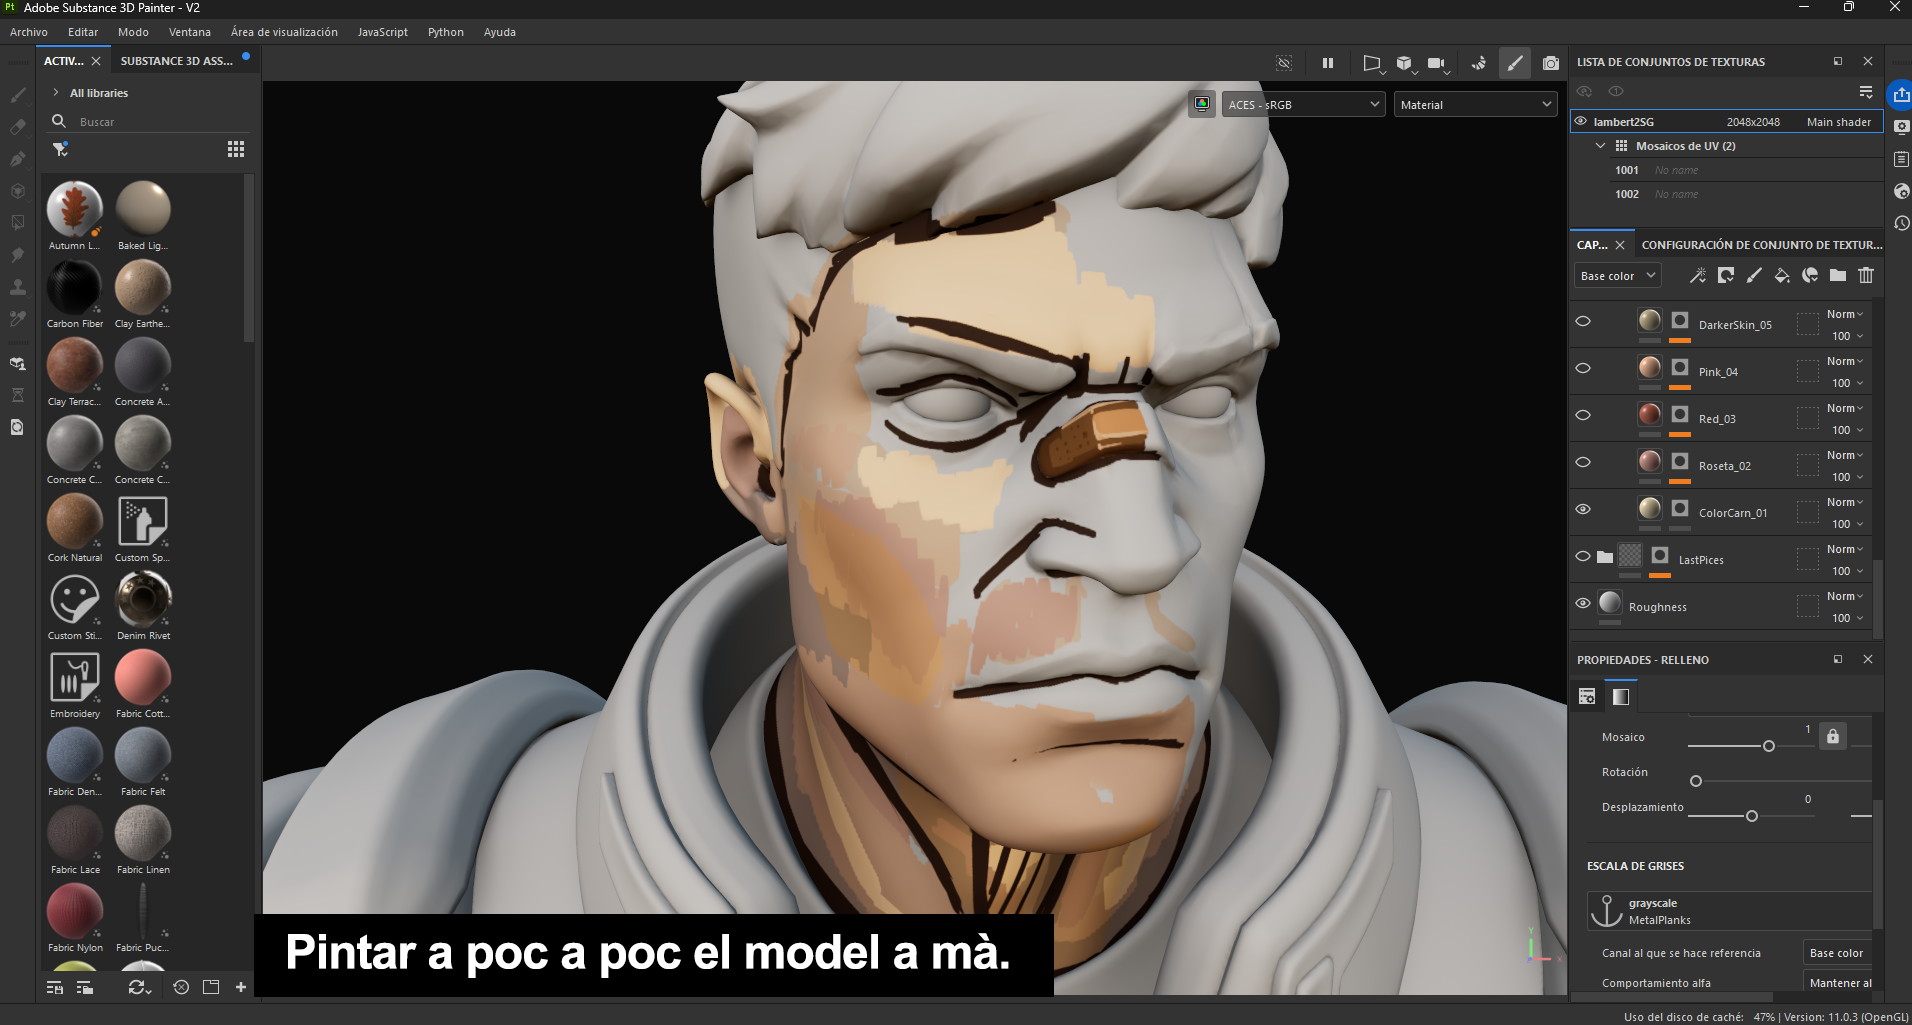 Pt Adobe Substance 3D Painter - V2
Archivo Editar Modo Ventana Área de visualización JavaScript Python Ayuda
ACTIV... SUBSTANCE 3D ASS...
All libraries
Buscar
Autumn L... Baked Lig...
Carbon Fiber Clay Earthe...
Clay Terrac... Concrete A...
Concrete C... Concrete C...
Cork Natural Custom Sp...
Custom Sti... Denim Rivet
Embroidery Fabric Cott...
Fabric Den... Fabric Felt
Fabric Lace Fabric Linen
Fabric Nylon Fabric Puc...
ACES - sRGB Material
Pintar a poc a poc el model a mà.
Y
X
LISTA DE CONJUNTOS DE TEXTURAS
lambert2SG 2048x2048 Main shader
Mosaicos de UV (2)
1001 No name
1002 No name
CAP... CONFIGURACIÓN DE CONJUNTO DE TEXTUR...
Base color
DarkerSkin_05 Norm 100
Pink_04 Norm 100
Red_03 Norm 100
Roseta_02 Norm 100
ColorCarn_01 Norm 100
LastPices Norm 100
Roughness Norm 100
PROPIEDADES - RELLENO
Mosaico 1
Rotación
Desplazamiento 0
ESCALA DE GRISES
grayscale
MetalPlanks
Canal al que se hace referencia Base color
Comportamiento alfa Mantener al
Uso del disco de caché: 47% | Version: 11.0.3 (OpenGL)